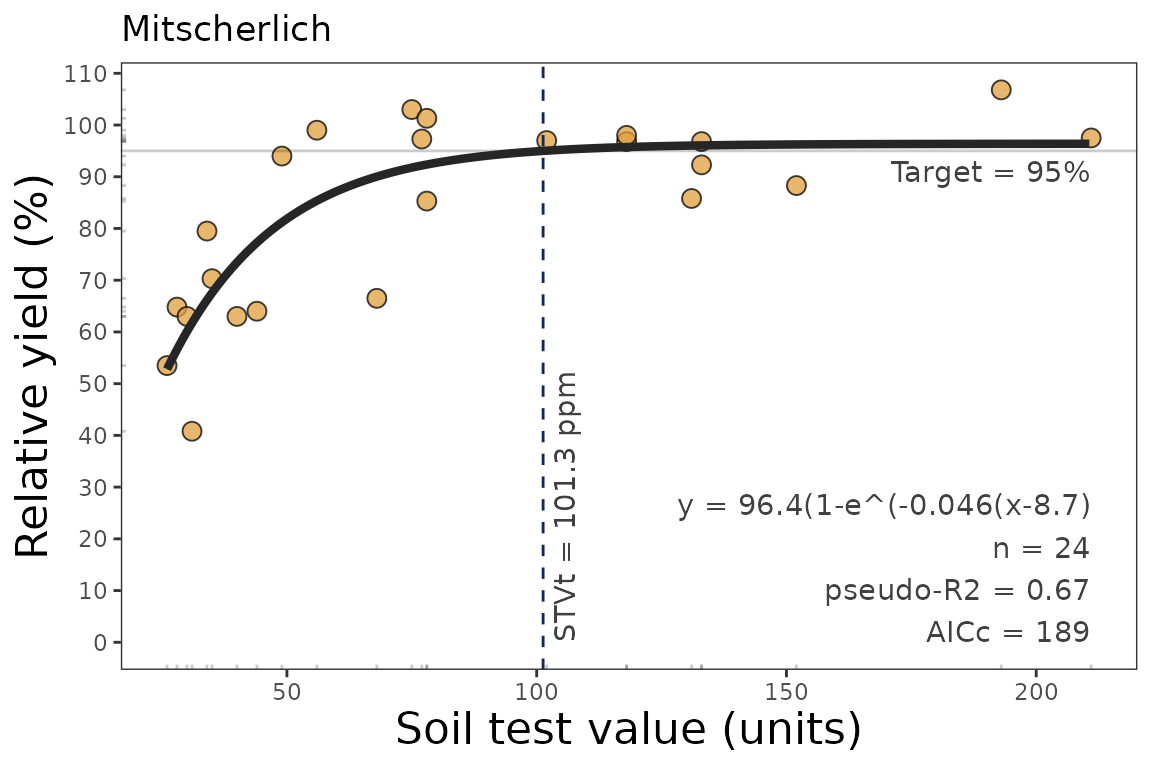 Mitscherlich
110
100
90
80
70
60
50
40
30
20
10
0
Relative yield (%)
Target = 95%
STVt = 101.3 ppm
y = 96.4(1-e^(-0.046(x-8.7)
n = 24
pseudo-R2 = 0.67
AICc = 189
50 100 150 200
Soil test value (units)